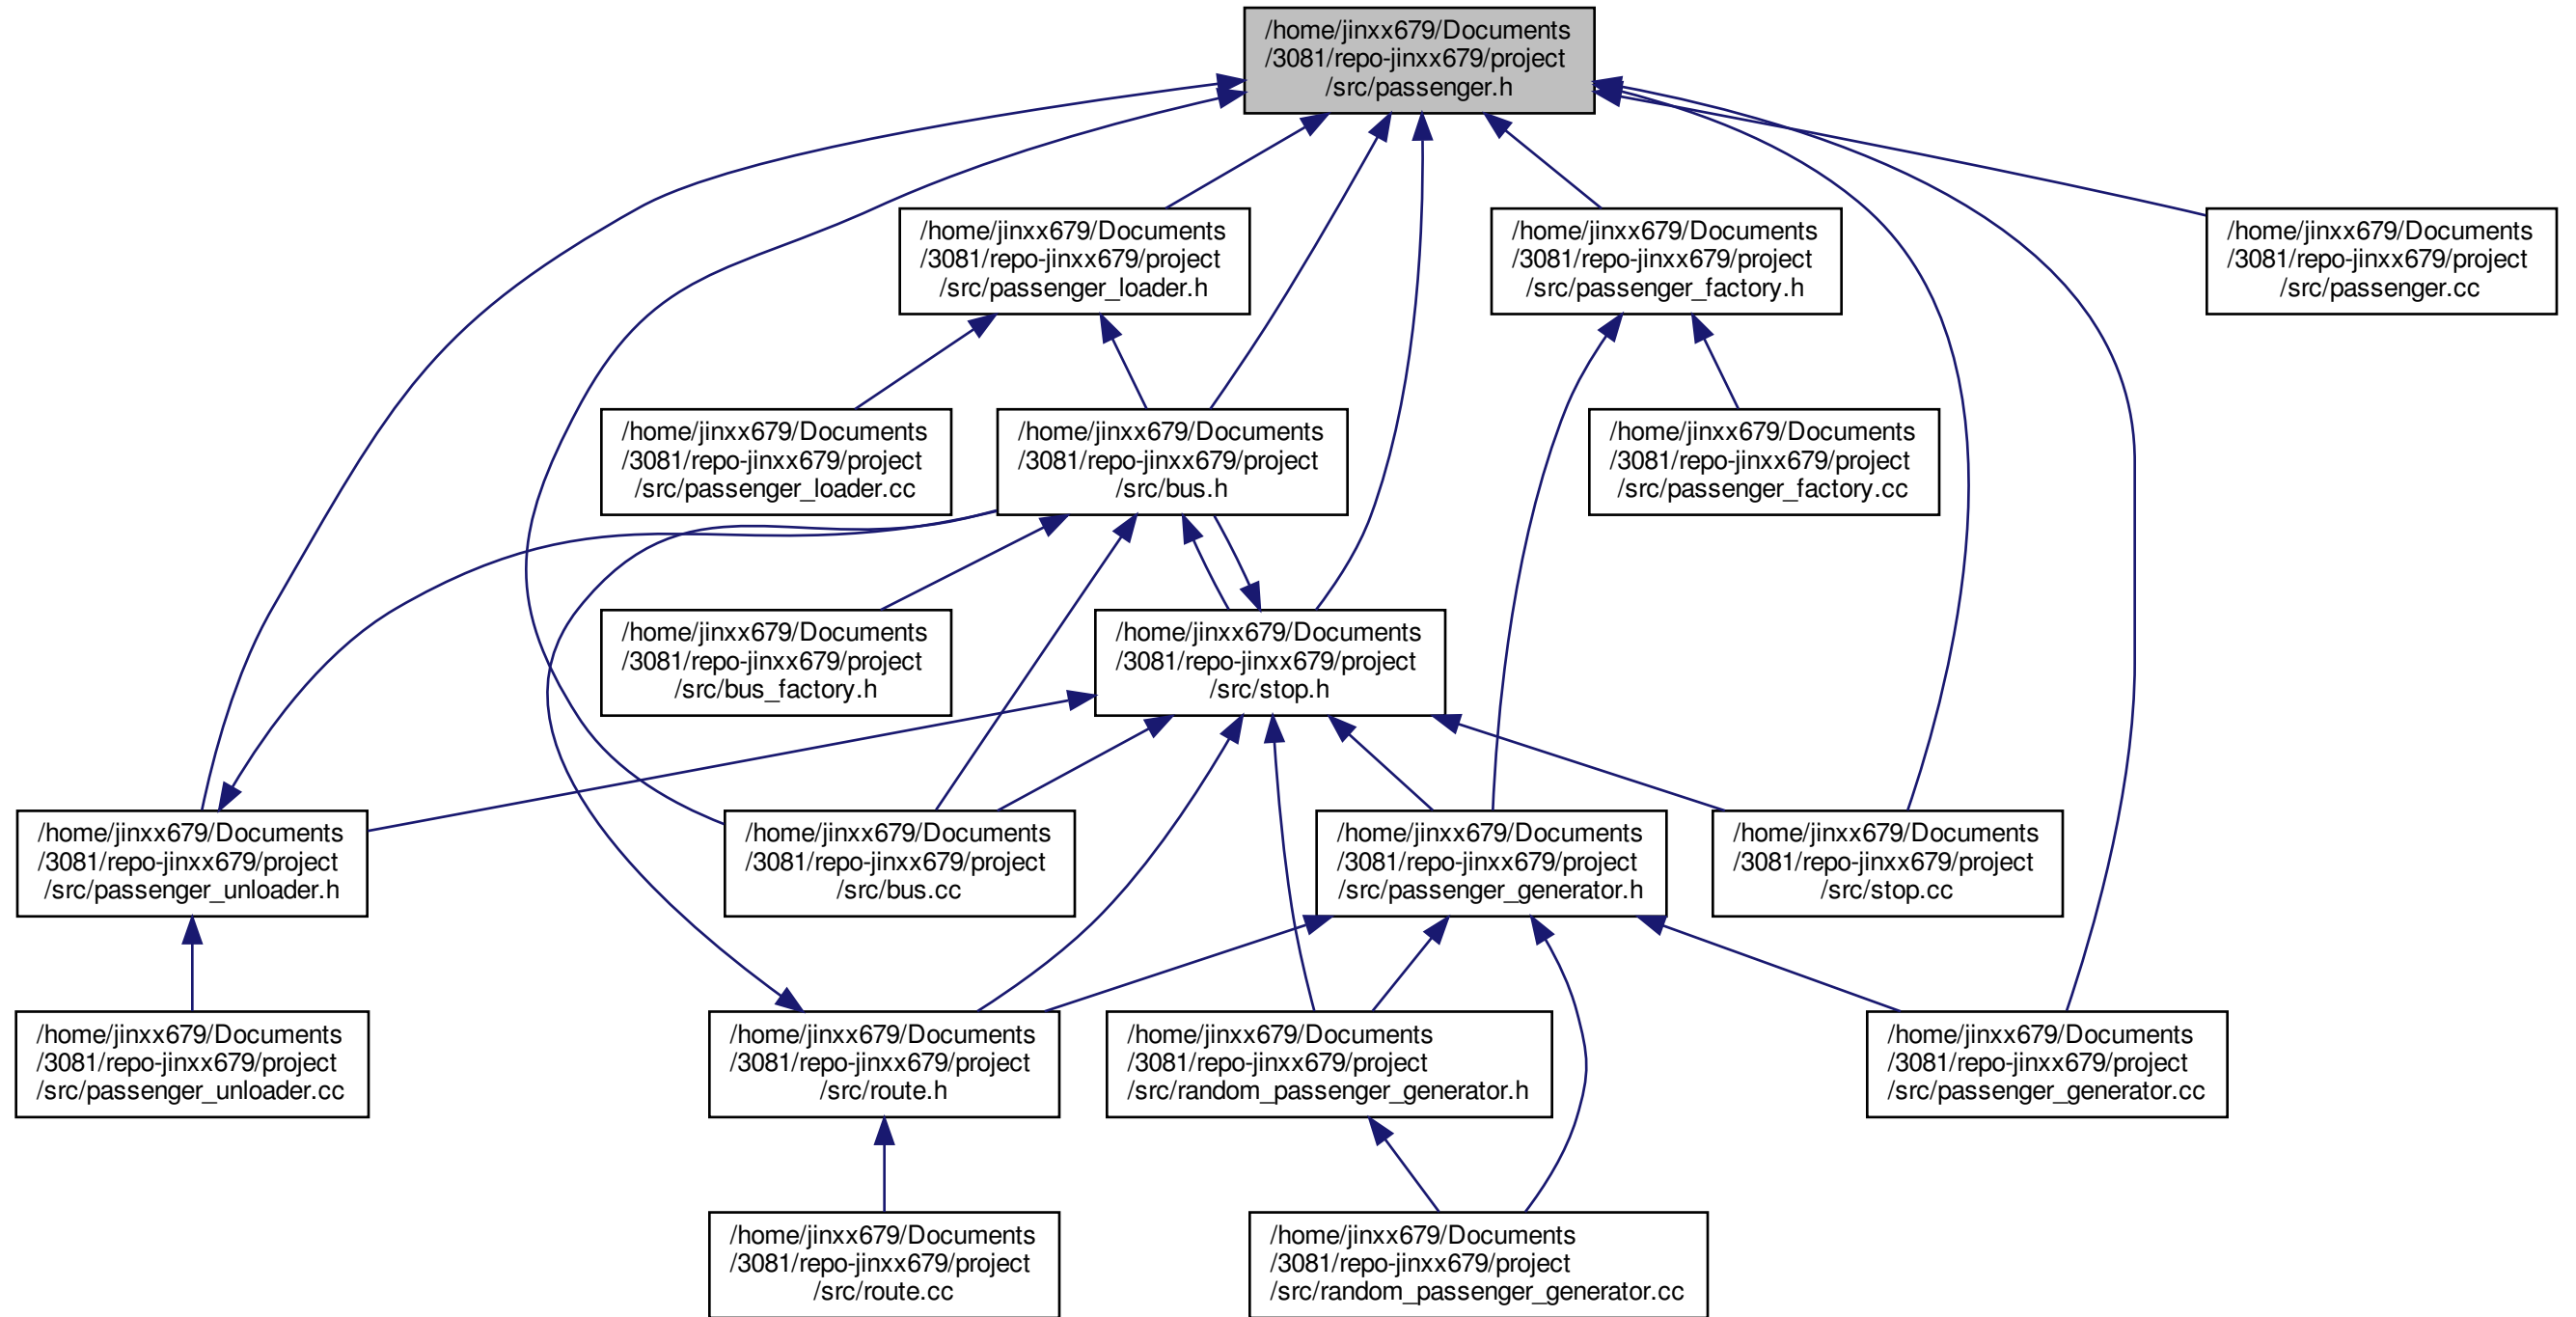 /home/jinxx679/Documents
/3081/repo-jinxx679/project
/src/passenger.h
/home/jinxx679/Documents
/3081/repo-jinxx679/project
/src/passenger_loader.h
/home/jinxx679/Documents
/3081/repo-jinxx679/project
/src/passenger_factory.h
/home/jinxx679/Documents
/3081/repo-jinxx679/project
/src/passenger.cc
/home/jinxx679/Documents
/3081/repo-jinxx679/project
/src/passenger_loader.cc
/home/jinxx679/Documents
/3081/repo-jinxx679/project
/src/bus.h
/home/jinxx679/Documents
/3081/repo-jinxx679/project
/src/passenger_factory.cc
/home/jinxx679/Documents
/3081/repo-jinxx679/project
/src/bus_factory.h
/home/jinxx679/Documents
/3081/repo-jinxx679/project
/src/stop.h
/home/jinxx679/Documents
/3081/repo-jinxx679/project
/src/passenger_unloader.h
/home/jinxx679/Documents
/3081/repo-jinxx679/project
/src/bus.cc
/home/jinxx679/Documents
/3081/repo-jinxx679/project
/src/passenger_generator.h
/home/jinxx679/Documents
/3081/repo-jinxx679/project
/src/stop.cc
/home/jinxx679/Documents
/3081/repo-jinxx679/project
/src/passenger_unloader.cc
/home/jinxx679/Documents
/3081/repo-jinxx679/project
/src/route.h
/home/jinxx679/Documents
/3081/repo-jinxx679/project
/src/random_passenger_generator.h
/home/jinxx679/Documents
/3081/repo-jinxx679/project
/src/passenger_generator.cc
/home/jinxx679/Documents
/3081/repo-jinxx679/project
/src/route.cc
/home/jinxx679/Documents
/3081/repo-jinxx679/project
/src/random_passenger_generator.cc